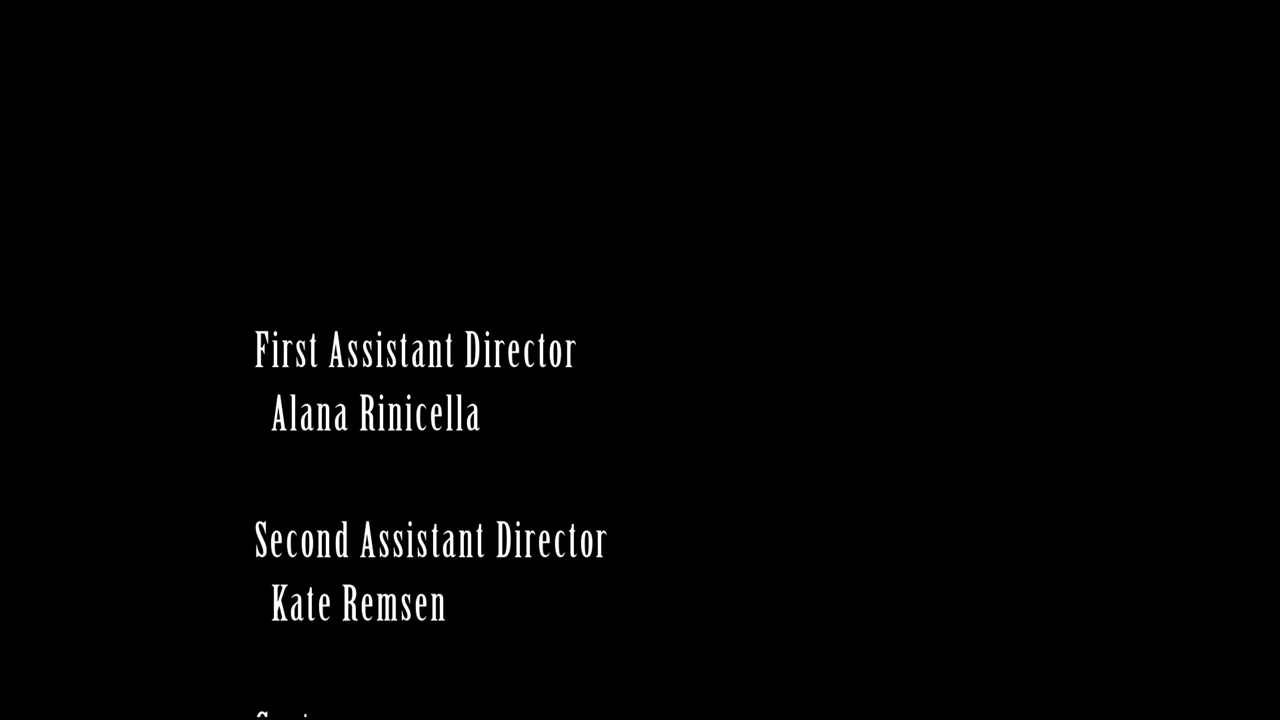 First Assistant Director
Alana Rinicella
Second Assistant Director
Kate Remsen